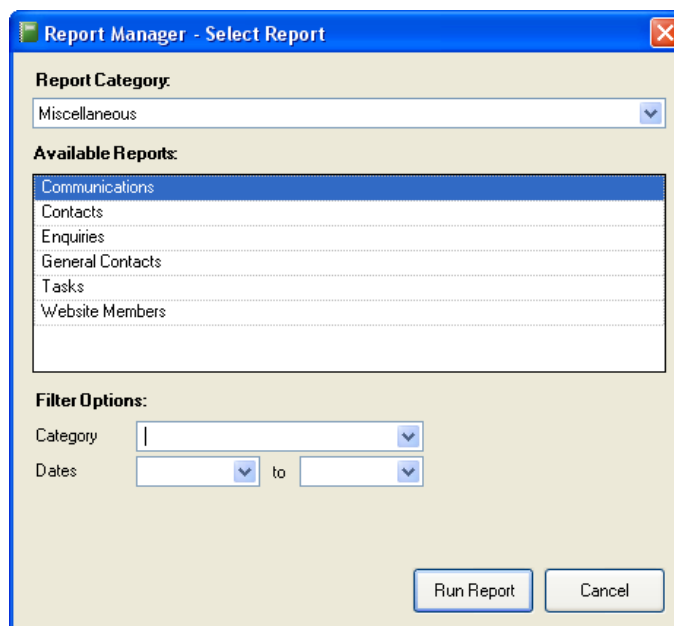 Report Manager - Select Report
Report Category:
Miscellaneous
Available Reports:
Communications
Contacts
Enquiries
General Contacts
Tasks
Website Members
Filter Options:
Category
Dates to
Run Report Cancel